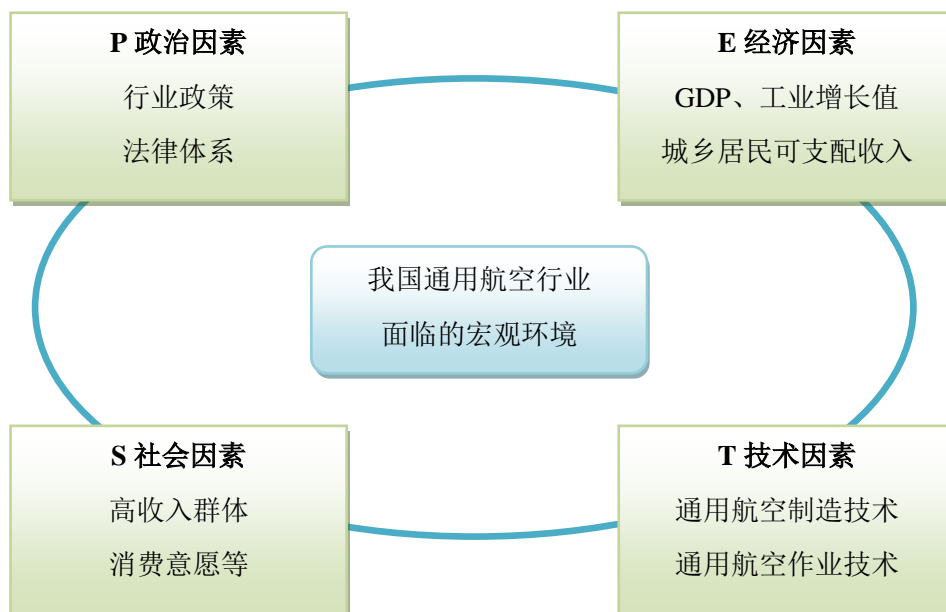 P 政治因素
行业政策
法律体系
E 经济因素
GDP、工业增长值
城乡居民可支配收入
我国通用航空行业
面临的宏观环境
S 社会因素
高收入群体
消费意愿等
T 技术因素
通用航空制造技术
通用航空作业技术